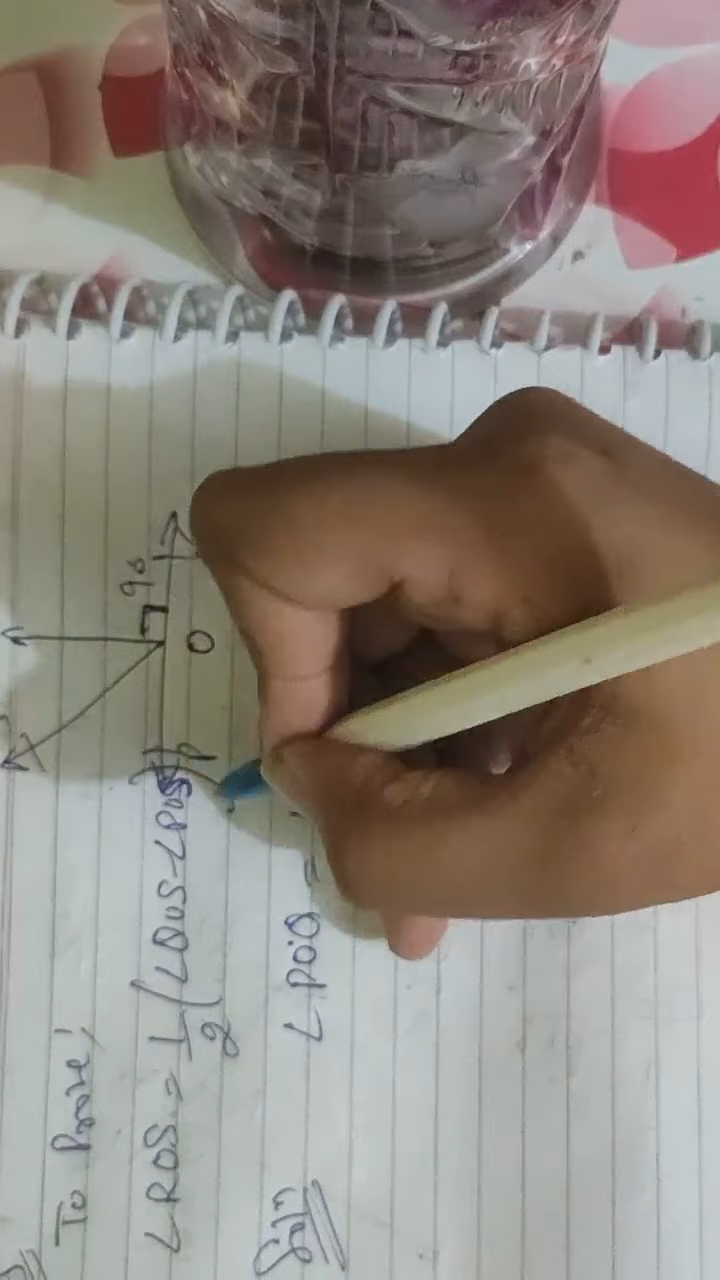 To Prove:
∠ROS = 1/2 (∠QOS - ∠POS)
Soln
∠POQ =
90
O
P